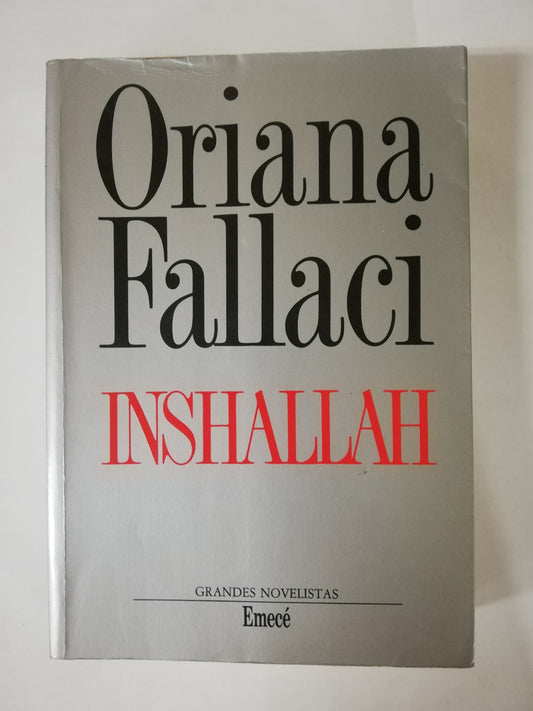 Oriana
Fallaci
INSHALLAH
GRANDES NOVELISTAS
Emecé